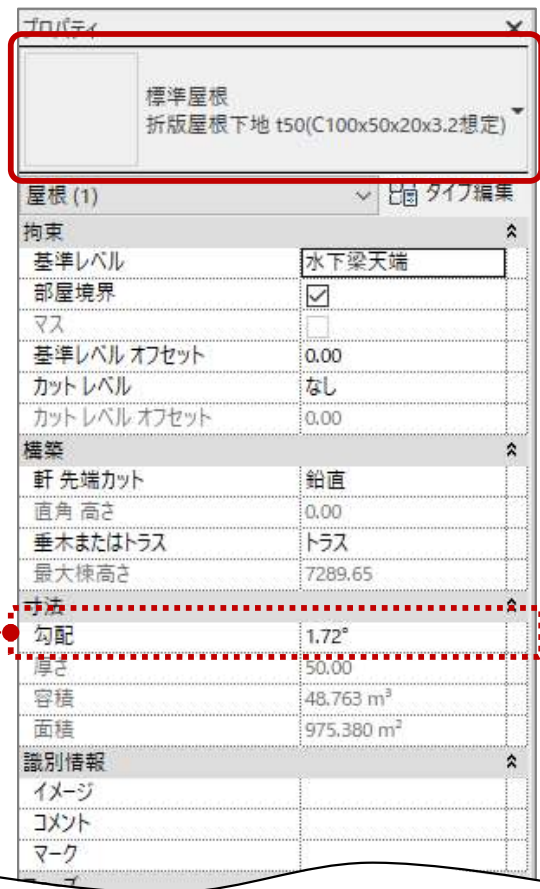 プロパティ
標準屋根
折版屋根下地 t50(C100x50x20x3.2想定)
屋根 (1) タイプ編集
拘束
基準レベル 水下梁天端
部屋境界
マス
基準レベル オフセット 0.00
カット レベル なし
カット レベル オフセット 0.00
構築
軒 先端カット 鉛直
直角 高さ 0.00
垂木またはトラス トラス
最大棟高さ 7289.65
寸法
勾配 1.72°
厚さ 50.00
容積 48.763 m³
面積 975.380 m²
識別情報
イメージ
コメント
マーク